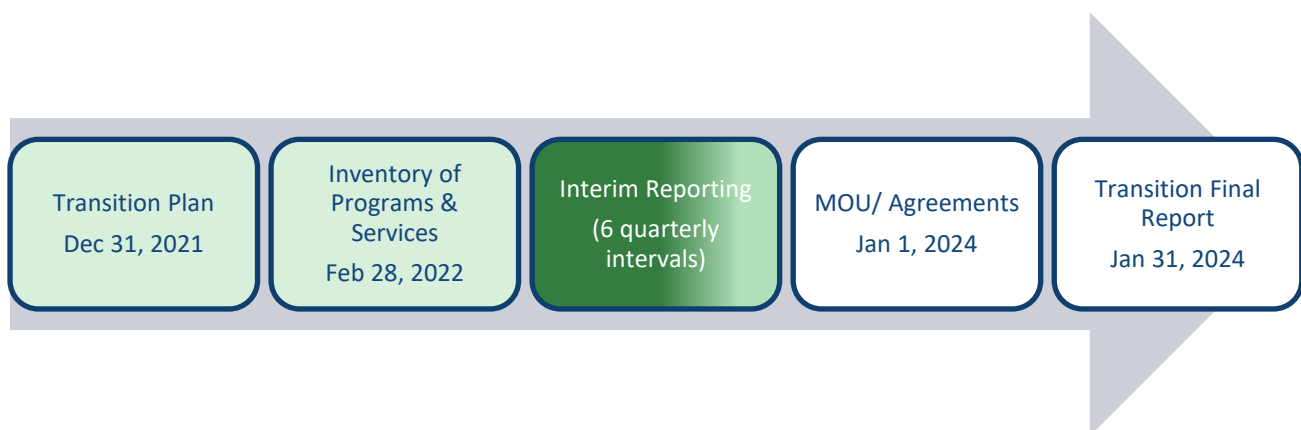 Transition Plan
Dec 31, 2021
Inventory of
Programs &
Services
Feb 28, 2022
Interim Reporting
(6 quarterly
intervals)
MOU/ Agreements
Jan 1, 2024
Transition Final
Report
Jan 31, 2024